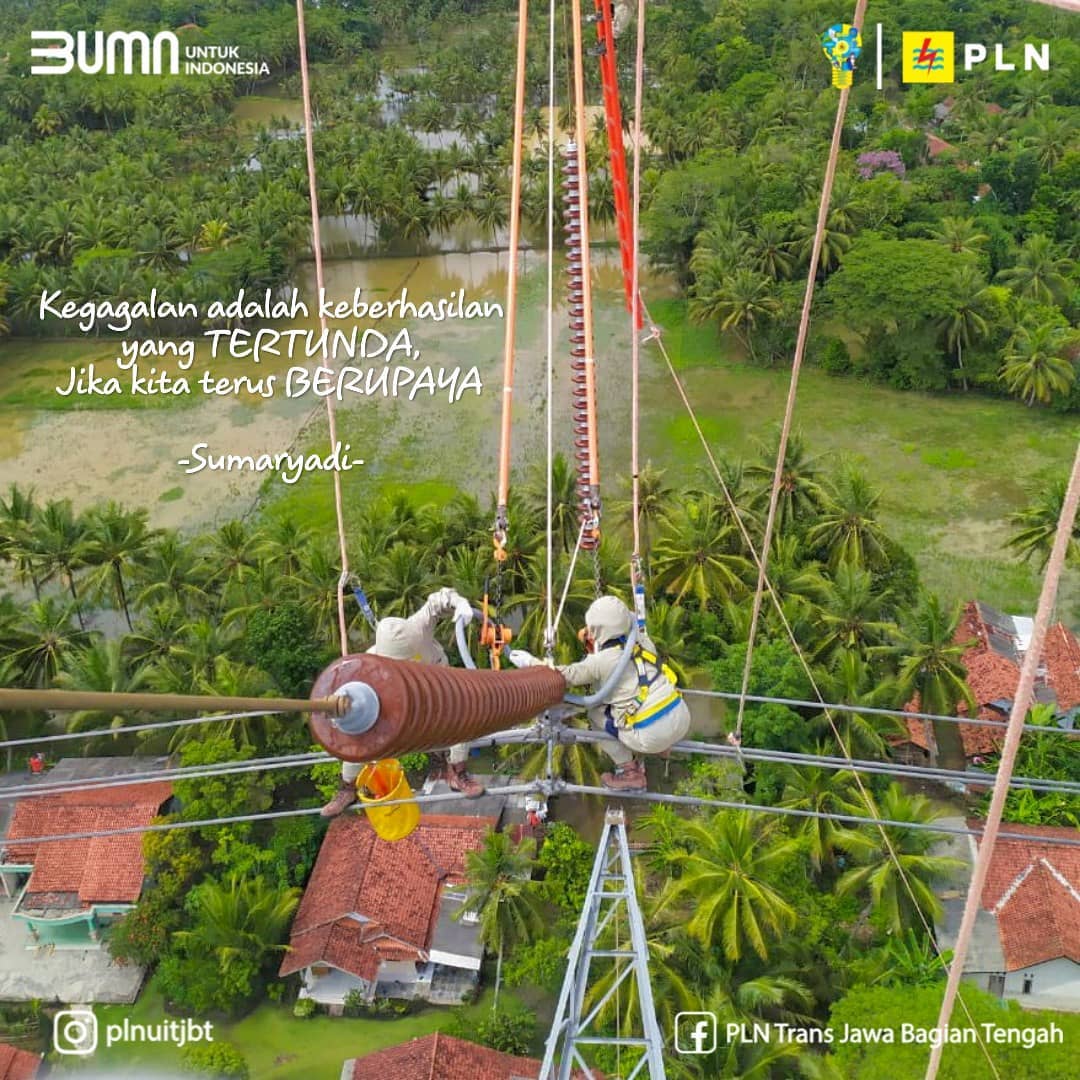 BUMN UNTUK
INDONESIA
PLN
Kegagalan adalah keberhasilan
yang TERTUNDA,
Jika kita terus BERUPAYA
-Sumaryadi-
plnuitjbt
PLN Trans Jawa Bagian Tengah